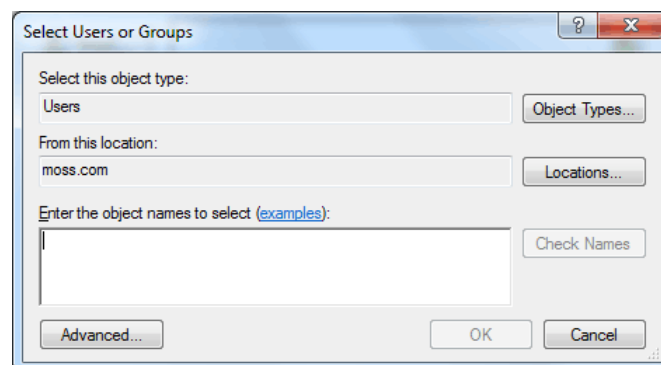 Select Users or Groups
Select this object type:
Users
Object Types...
From this location:
moss.com
Locations...
Enter the object names to select (examples):
Check Names
Advanced...
OK
Cancel